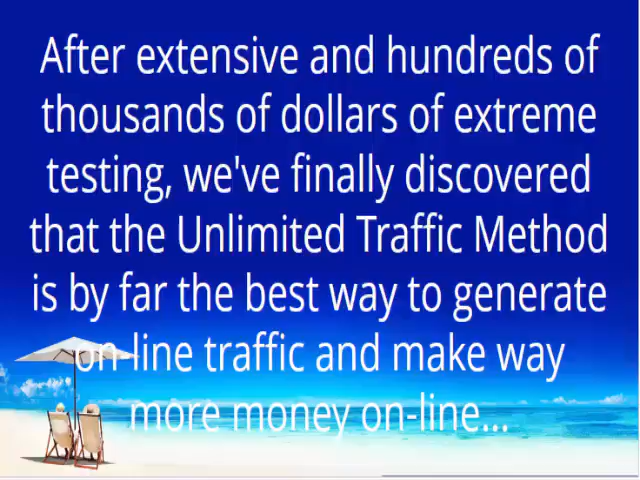 After extensive and hundreds of
thousands of dollars of extreme
testing, we've finally discovered
that the Unlimited Traffic Method
is by far the best way to generate
on-line traffic and make way
more money on-line...